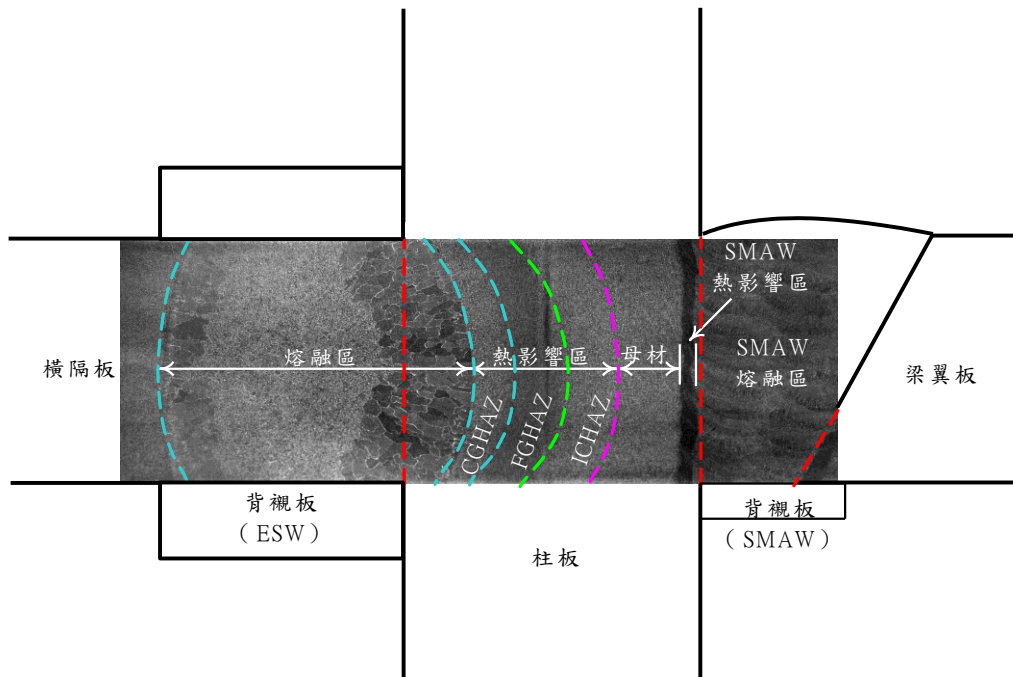 SMAW
熱影響區
橫隔板
熔融區
熱影響區
母材
SMAW
熔融區
梁翼板
CGHAZ
FGHAZ
ICHAZ
背襯板
（ESW）
背襯板
（SMAW）
柱板